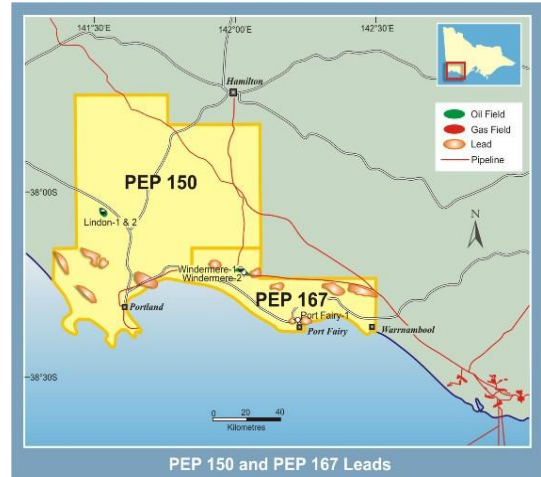 141°30'E
142°00'E
142°30'E
Hamilton
Oil Field
Gas Field
Lead
Pipeline
PEP 150
38°00S
Lindon-1 & 2
N
Windermere-1
Windermere-2
PEP 167
Portland
Port Fairy-1
Port Fairy
Warrnambool
38°30S
0 20 40
Kilometres
PEP 150 and PEP 167 Leads